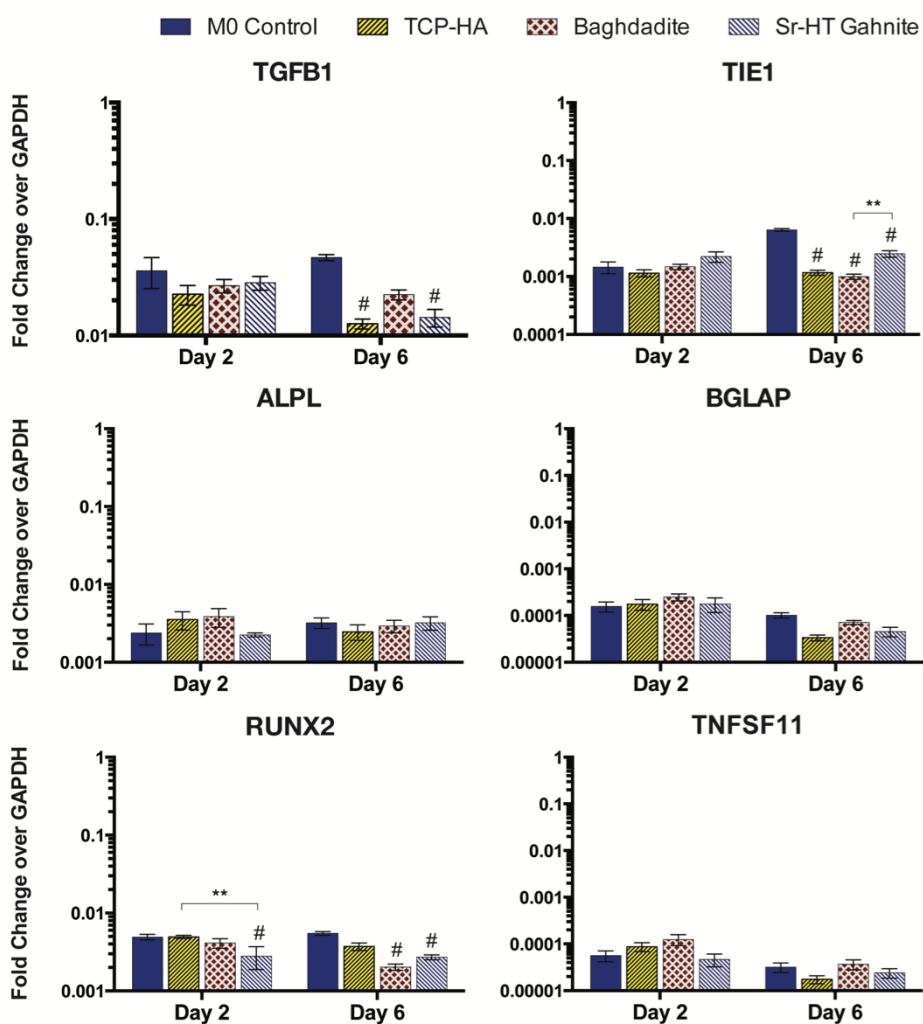 M0 Control TCP-HA Baghdadite Sr-HT Gahnite
TGFB1
Fold Change over GAPDH
1
0.1
0.01
# #
Day 2 Day 6
TIE1
1
0.1
0.01
0.001
0.0001
**
# # #
Day 2 Day 6
ALPL
Fold Change over GAPDH
1
0.1
0.01
0.001
Day 2 Day 6
BGLAP
1
0.1
0.01
0.001
0.0001
0.00001
Day 2 Day 6
RUNX2
Fold Change over GAPDH
1
0.1
0.01
0.001
**
# # #
Day 2 Day 6
TNFSF11
1
0.1
0.01
0.001
0.0001
0.00001
Day 2 Day 6